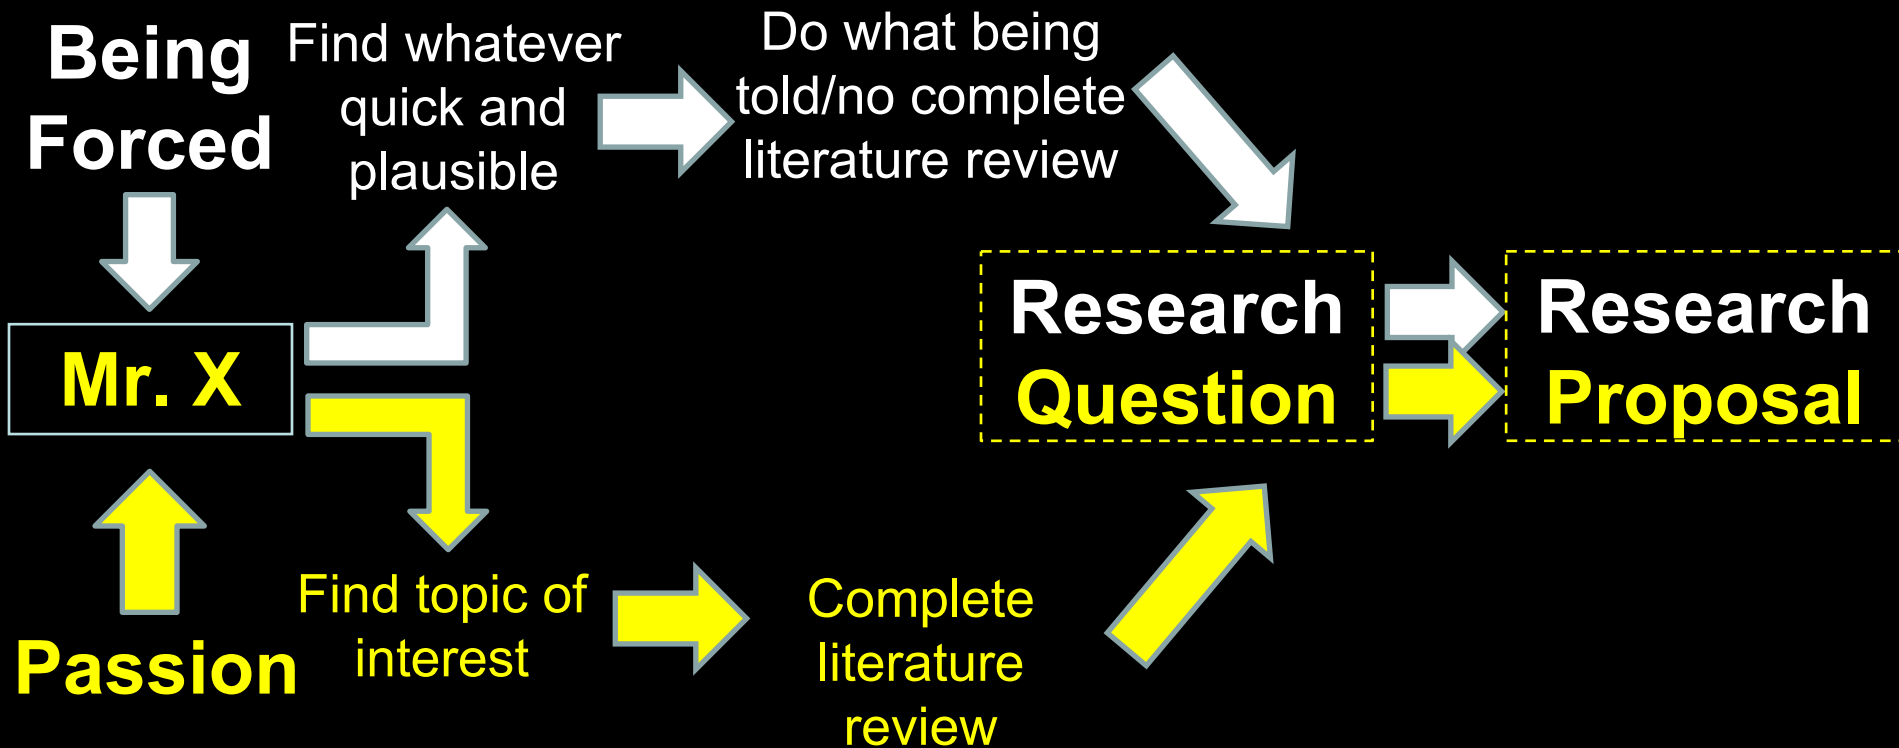 Being
Forced
Find whatever
quick and
plausible
Do what being
told/no complete
literature review
Mr. X
Research
Question
Research
Proposal
Passion
Find topic of
interest
Complete
literature
review